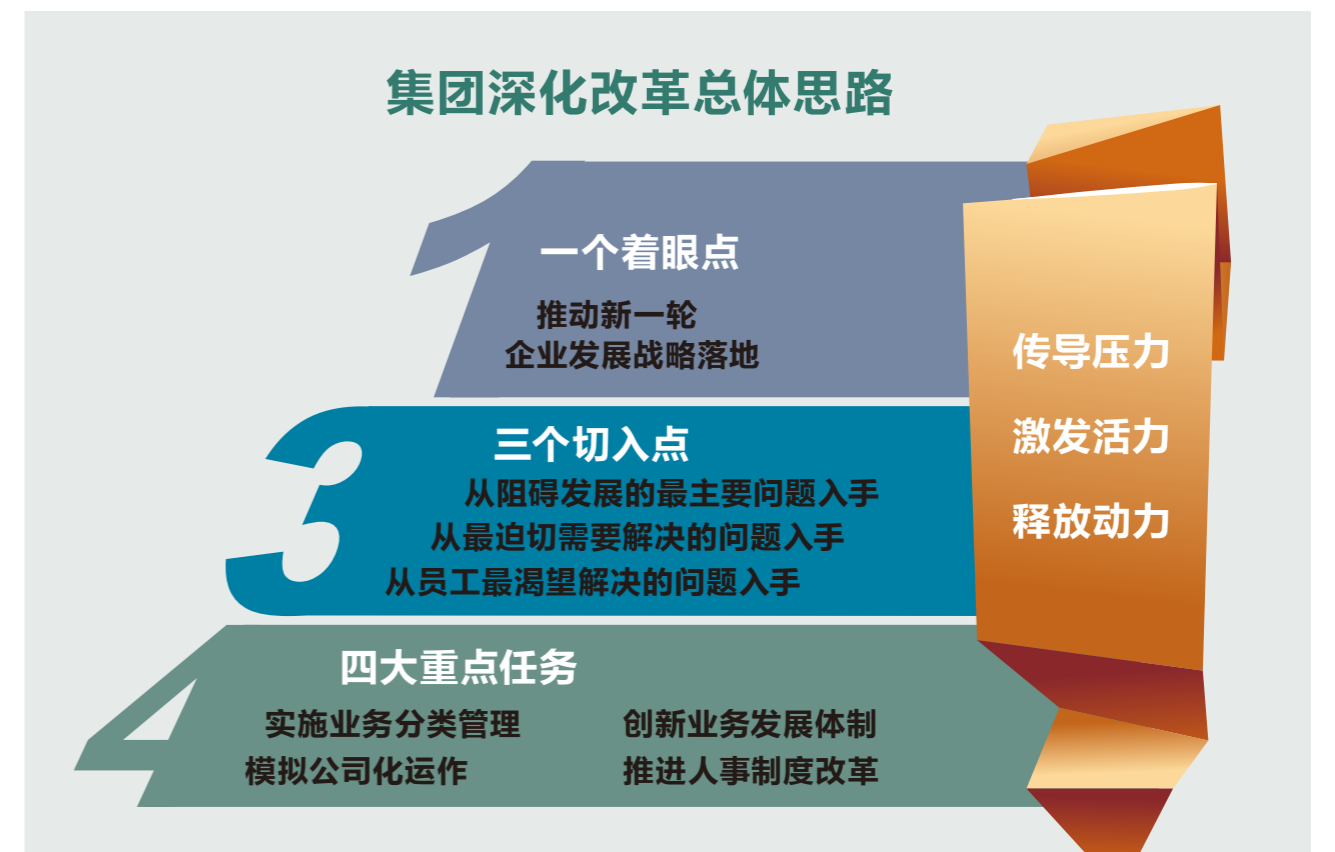 集团深化改革总体思路
1
一个着眼点
推动新一轮
企业发展战略落地
3
三个切入点
从阻碍发展的最主要问题入手
从最迫切需要解决的问题入手
从员工最渴望解决的问题入手
4
四大重点任务
实施业务分类管理
创新业务发展体制
模拟公司化运作
推进人事制度改革
传导压力
激发活力
释放动力